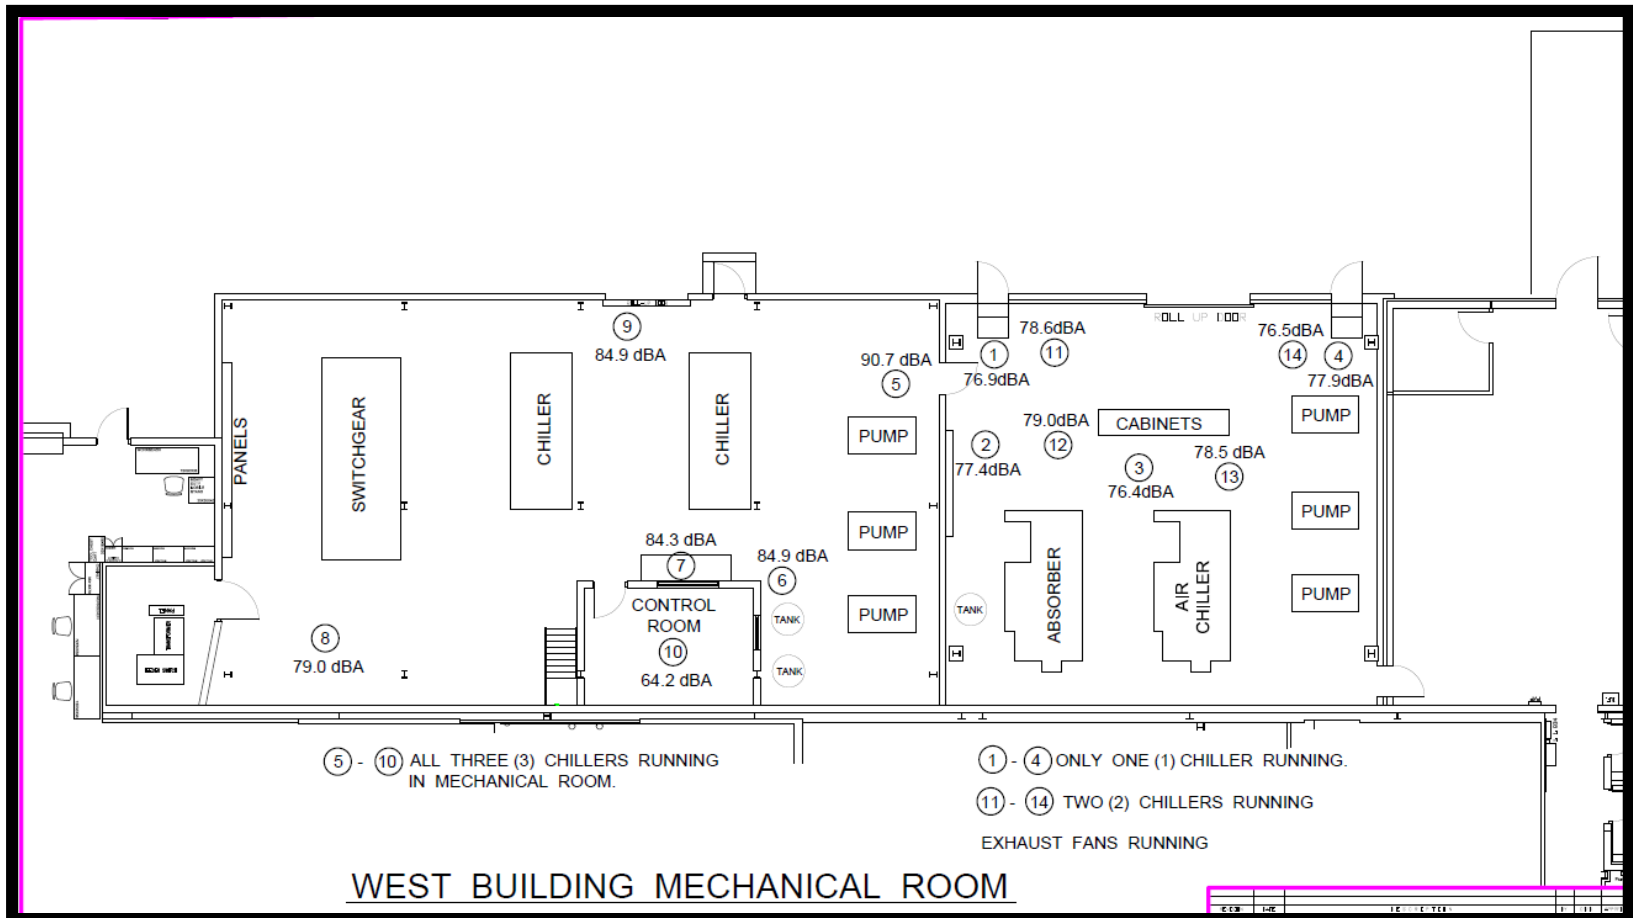 ROLL UP DOOR
9
84.9 dBA
78.6dBA
11
1
76.9dBA
76.5dBA
14
4
77.9dBA
90.7 dBA
5
PANELS
SWITCHGEAR
CHILLER
CHILLER
PUMP
PUMP
PUMP
2
77.4dBA
79.0dBA
12
CABINETS
3
76.4dBA
78.5 dBA
13
PUMP
PUMP
PUMP
84.3 dBA
7
84.9 dBA
6
CONTROL
ROOM
10
64.2 dBA
TANK
TANK
8
79.0 dBA
TANK
ABSORBER
AIR
CHILLER
5 - 10 ALL THREE (3) CHILLERS RUNNING
IN MECHANICAL ROOM.
1 - 4 ONLY ONE (1) CHILLER RUNNING.
11 - 14 TWO (2) CHILLERS RUNNING
EXHAUST FANS RUNNING
WEST BUILDING MECHANICAL ROOM